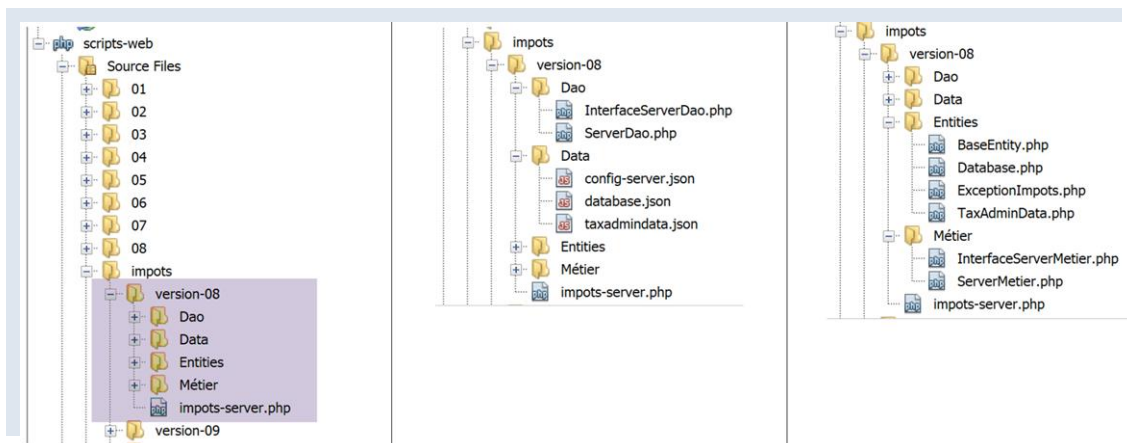 scripts-web
Source Files
01
02
03
04
05
06
07
08
impots
version-08
Dao
Data
Entities
Métier
impots-server.php
version-09
impots
version-08
Dao
InterfaceServerDao.php
ServerDao.php
Data
config-server.json
database.json
taxadmindata.json
Entities
Métier
impots-server.php
impots
version-08
Dao
Data
Entities
BaseEntity.php
Database.php
ExceptionImpots.php
TaxAdminData.php
Métier
InterfaceServerMetier.php
ServerMetier.php
impots-server.php